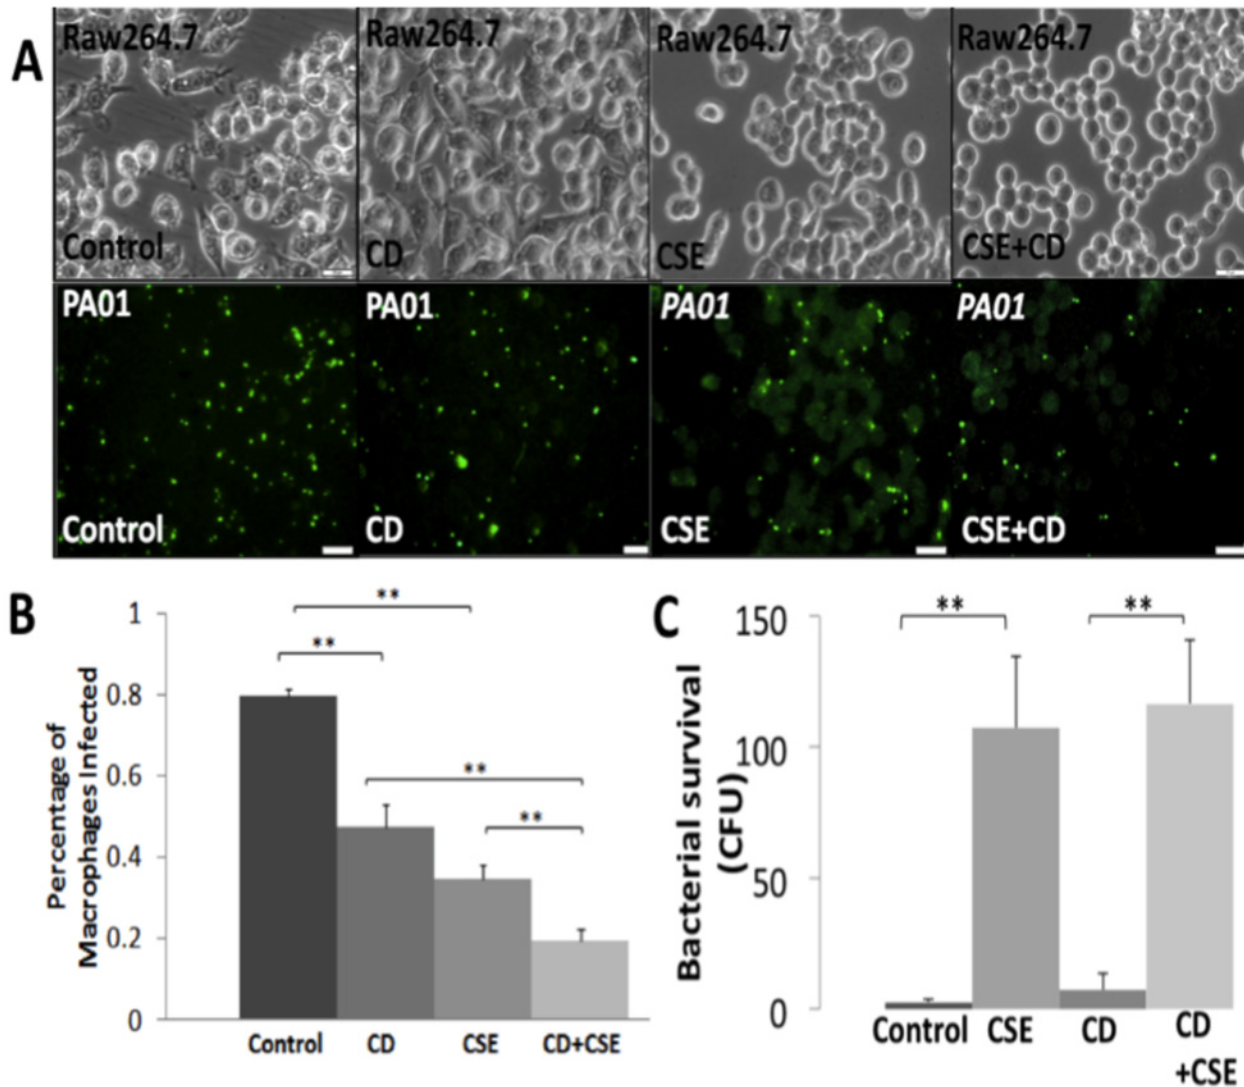 A
Raw264.7
Raw264.7
Raw264.7
Raw264.7
Control
CD
CSE
CSE+CD
PA01
PA01
PA01
PA01
Control
CD
CSE
CSE+CD
B
Percentage of
Macrophages Infected
1
0.8
0.6
0.4
0.2
0
**
**
**
**
Control
CD
CSE
CD+CSE
C
Bacterial survival
(CFU)
150
100
50
0
**
**
Control
CSE
CD
CD
+CSE